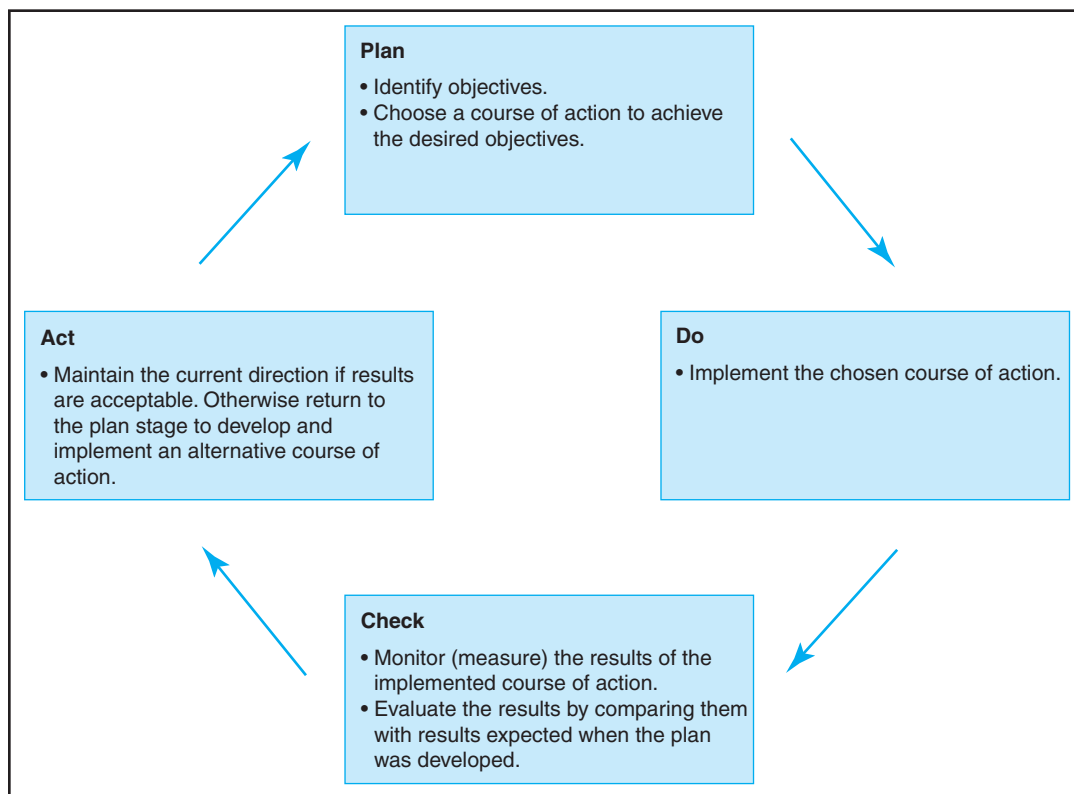 Plan
• Identify objectives.
• Choose a course of action to achieve
the desired objectives.
Do
• Implement the chosen course of action.
Check
• Monitor (measure) the results of the
implemented course of action.
• Evaluate the results by comparing them
with results expected when the plan
was developed.
Act
• Maintain the current direction if results
are acceptable. Otherwise return to
the plan stage to develop and
implement an alternative course of
action.